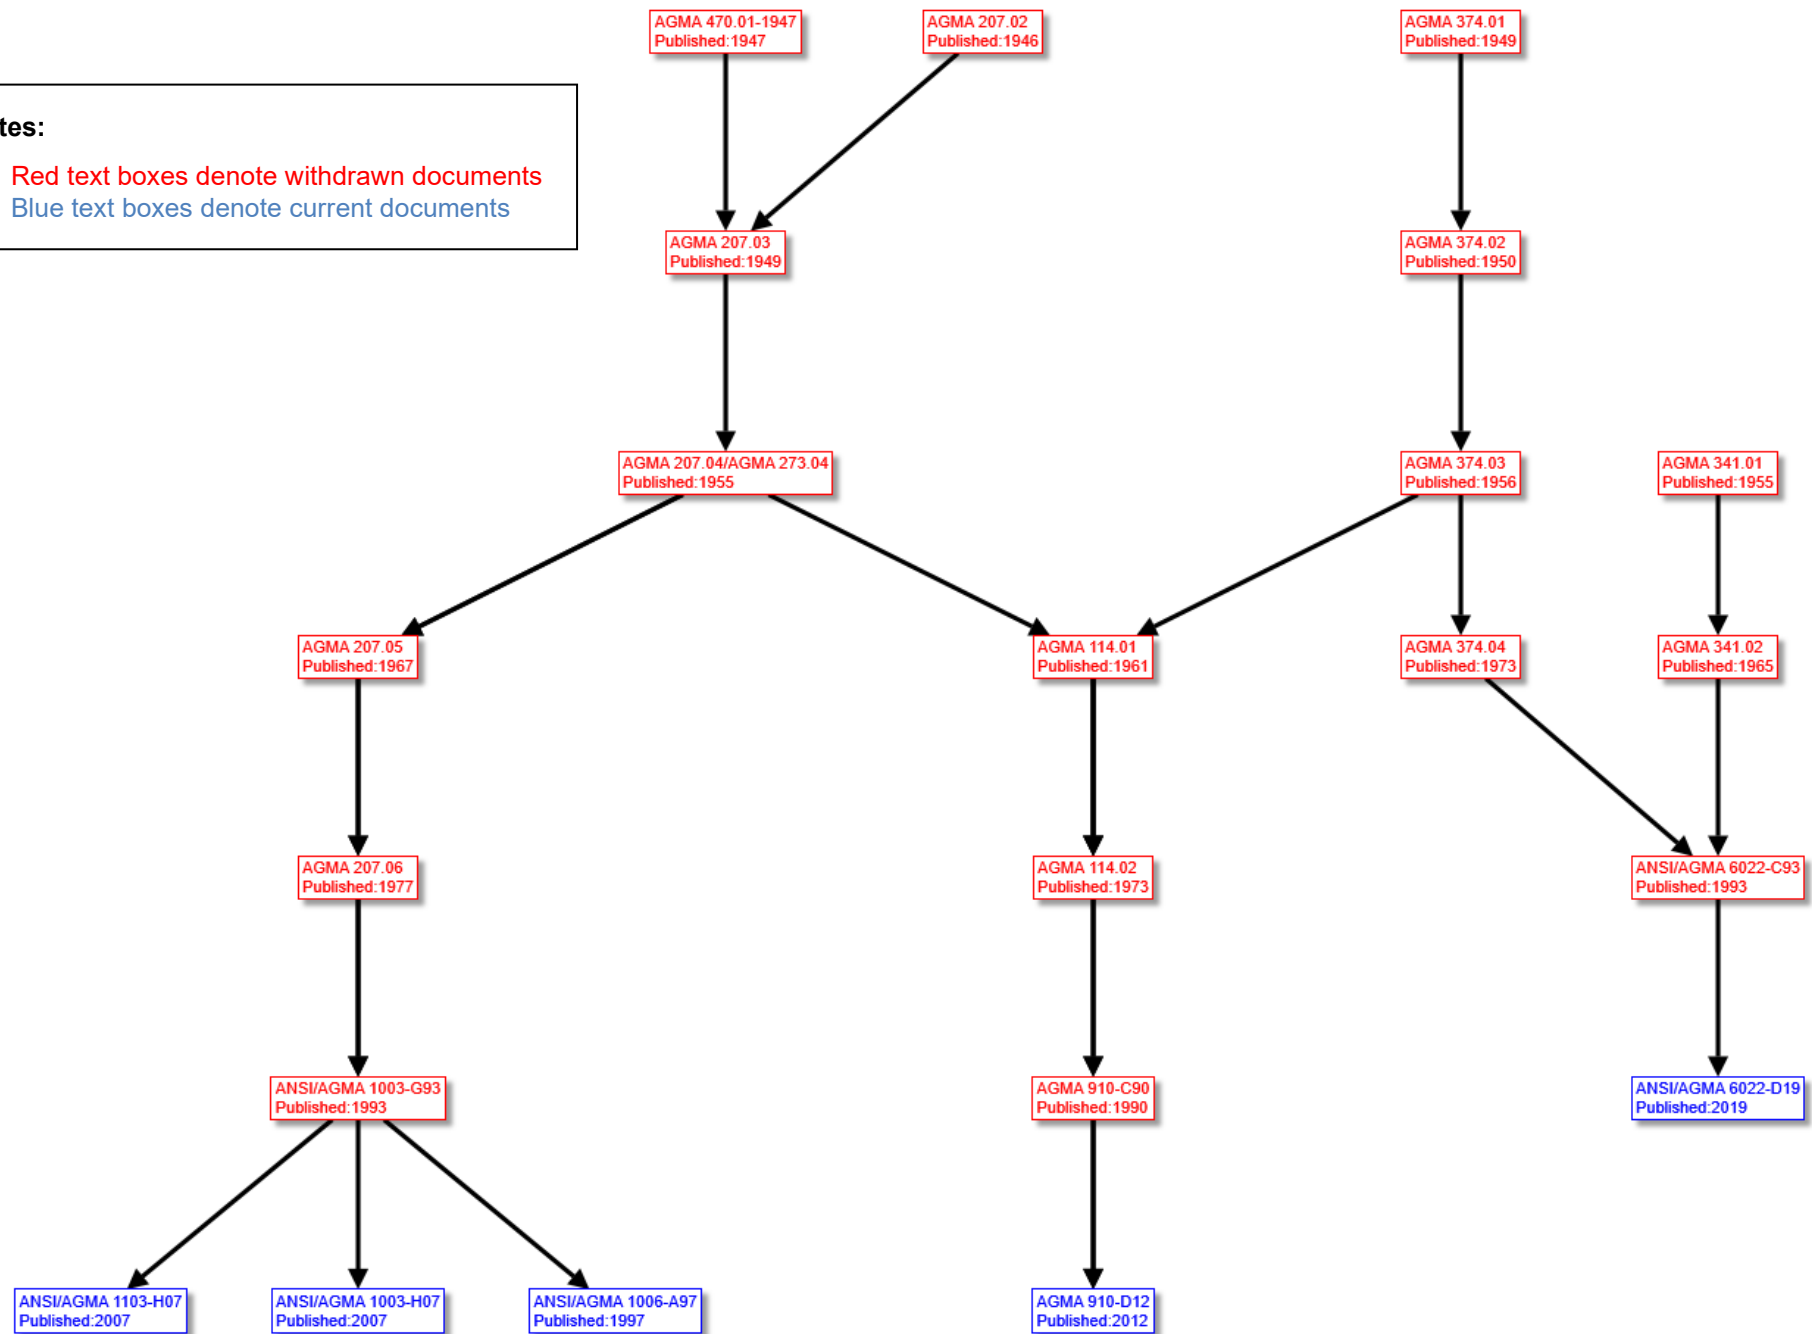 AGMA 470.01-1947
Published:1947
AGMA 207.02
Published:1946
AGMA 374.01
Published:1949
tes:
Red text boxes denote withdrawn documents
Blue text boxes denote current documents
AGMA 207.03
Published:1949
AGMA 374.02
Published:1950
AGMA 207.04/AGMA 273.04
Published:1955
AGMA 374.03
Published:1956
AGMA 341.01
Published:1955
AGMA 207.05
Published:1967
AGMA 114.01
Published:1961
AGMA 374.04
Published:1973
AGMA 341.02
Published:1965
AGMA 207.06
Published:1977
AGMA 114.02
Published:1973
ANSI/AGMA 6022-C93
Published:1993
ANSI/AGMA 1003-G93
Published:1993
AGMA 910-C90
Published:1990
ANSI/AGMA 6022-D19
Published:2019
ANSI/AGMA 1103-H07
Published:2007
ANSI/AGMA 1003-H07
Published:2007
ANSI/AGMA 1006-A97
Published:1997
AGMA 910-D12
Published:2012